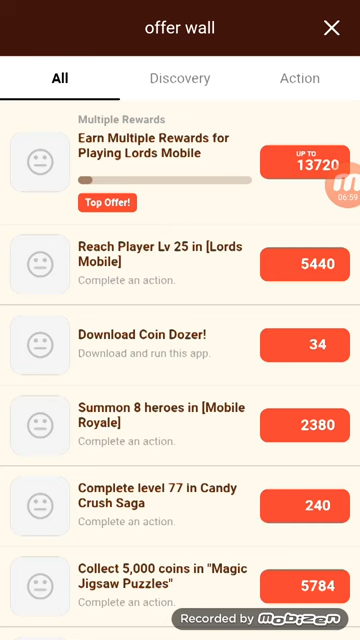 offer wall
All
Discovery
Action
Multiple Rewards
Earn Multiple Rewards for
Playing Lords Mobile
UP TO
13720
Top Offer!
06:59
Reach Player Lv 25 in [Lords
Mobile]
Complete an action.
5440
Download Coin Dozer!
Download and run this app.
34
Summon 8 heroes in [Mobile
Royale]
Complete an action.
2380
Complete level 77 in Candy
Crush Saga
Complete an action.
240
Collect 5,000 coins in "Magic
Jigsaw Puzzles"
Complete an action.
5784
Recorded by Mobizen